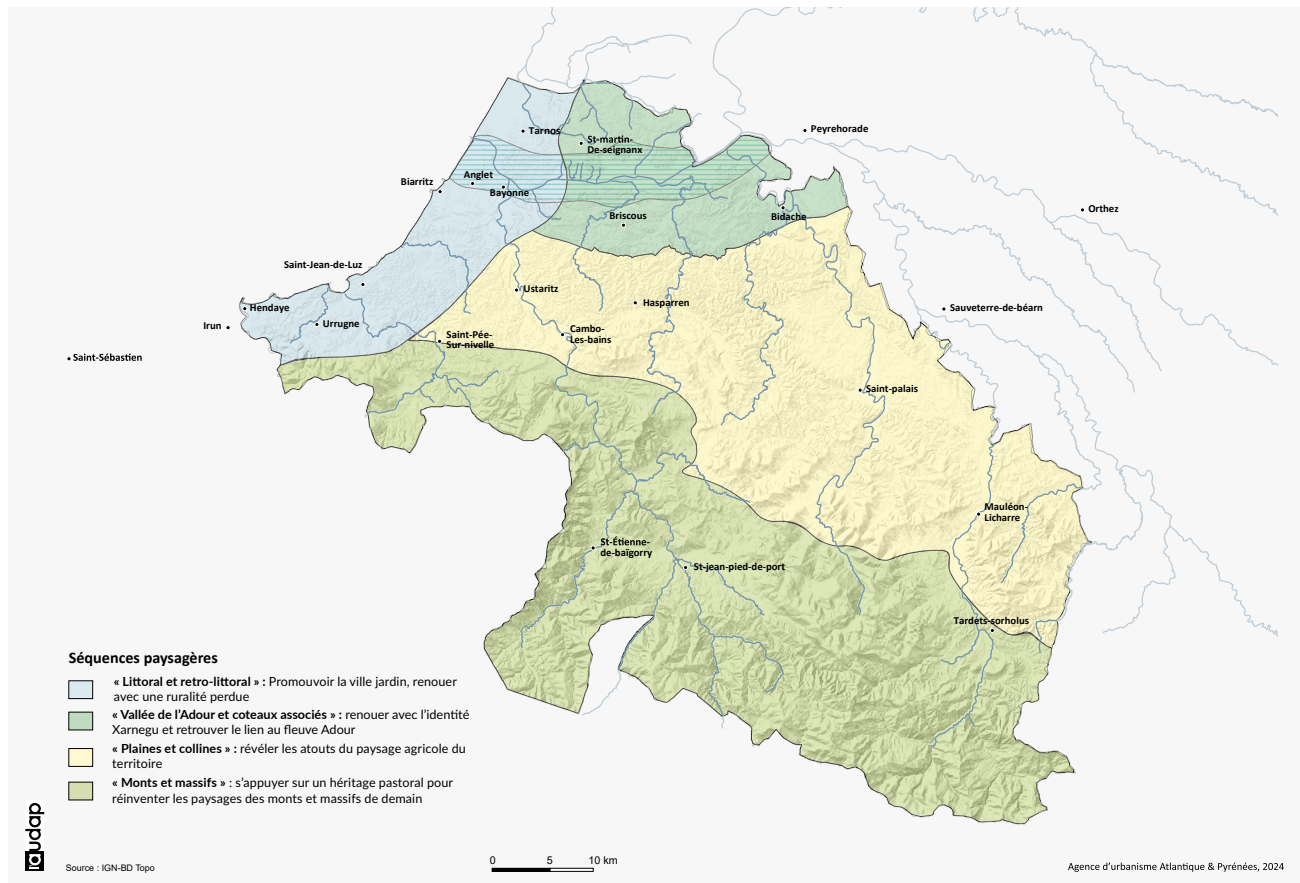 Tarnos
Peyrehorade
St-martin-
De-seignanx
Anglet
Biarritz
Bayonne
Orthez
Briscous
Bidache
Saint-Jean-de-Luz
Ustaritz
Hasparren
Hendaye
Sauveterre-de-béarn
Irun
Urrugne
Cambo-
Les-bains
Saint-Pée-
Sur-nivelle
Saint-Sébastien
Saint-palais
Mauléon-
Licharre
St-Étienne-
de-baïgorry
St-jean-pied-de-port
Tardets-sorholus
Séquences paysagères
« Littoral et retro-littoral » : Promouvoir la ville jardin, renouer
avec une ruralité perdue
« Vallée de l’Adour et coteaux associés » : renouer avec l’identité
Xarnegu et retrouver le lien au fleuve Adour
« Plaines et collines » : révéler les atouts du paysage agricole du
territoire
« Monts et massifs » : s’appuyer sur un héritage pastoral pour
réinventer les paysages des monts et massifs de demain
audap
Source : IGN-BD Topo
0 5 10 km
Agence d’urbanisme Atlantique & Pyrénées, 2024